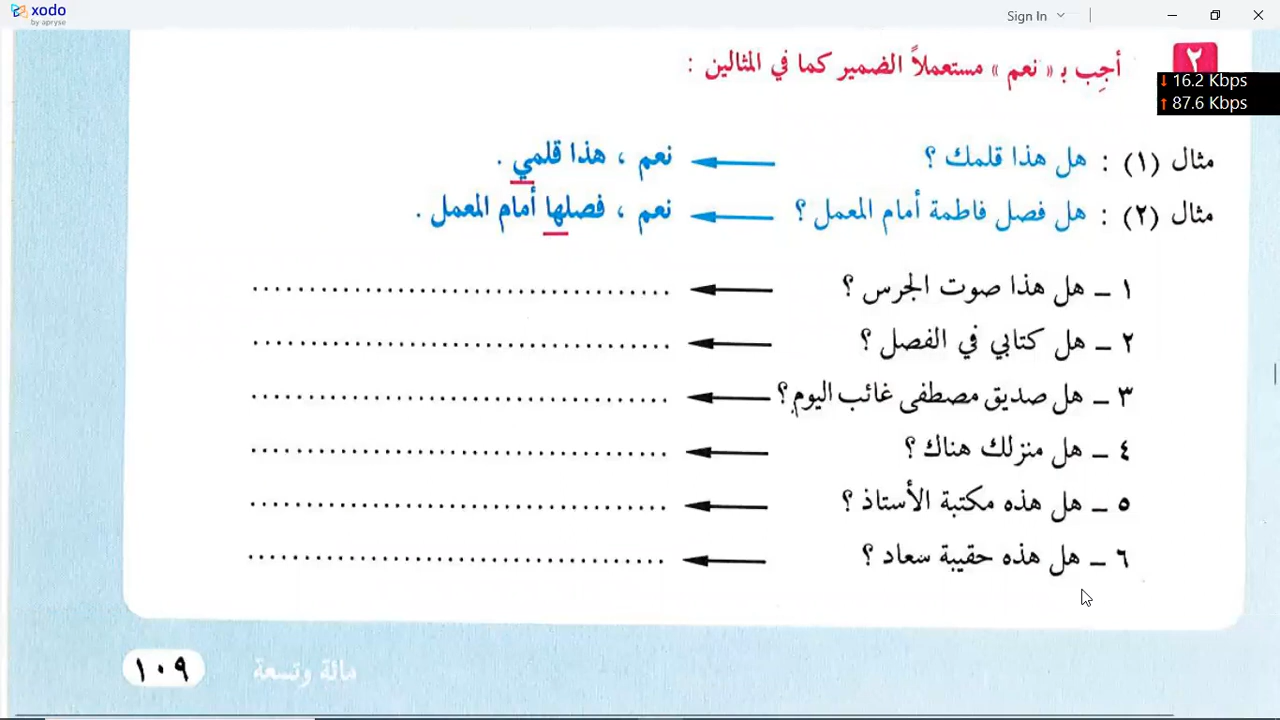 xodo
by apryse
Sign In
٢ أجِب بـ « نعم » مستعملاً الضمير كما في المثالين :
↓ 16.2 Kbps
↑ 87.6 Kbps
مثال (١) : هل هذا قلمك ؟ نعم ، هذا قلمي .
مثال (٢) : هل فصل فاطمة أمام المعمل ؟ نعم ، فصلها أمام المعمل .
١ ـ هل هذا صوت الجرس ؟ ......................................
٢ ـ هل كتابي في الفصل ؟ ......................................
٣ ـ هل صديق مصطفى غائب اليوم ؟ ......................................
٤ ـ هل منزلك هناك ؟ ......................................
٥ ـ هل هذه مكتبة الأستاذ ؟ ......................................
٦ ـ هل هذه حقيبة سعاد ؟ ......................................
مائة وتسعة ١٠٩